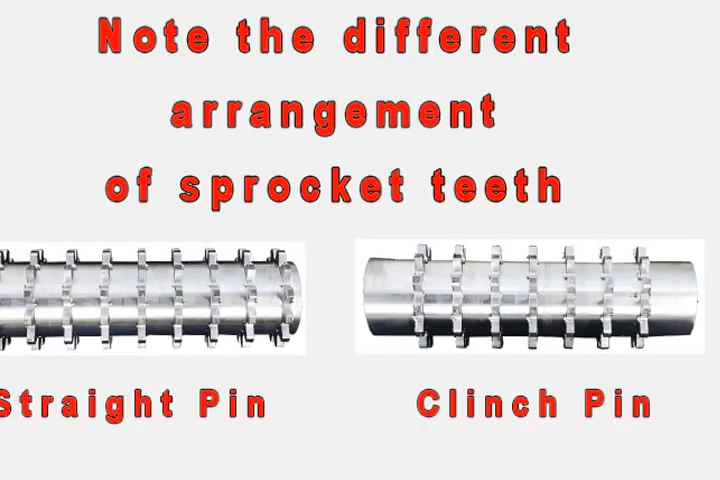 Note the different
arrangement
of sprocket teeth
Straight Pin
Clinch Pin